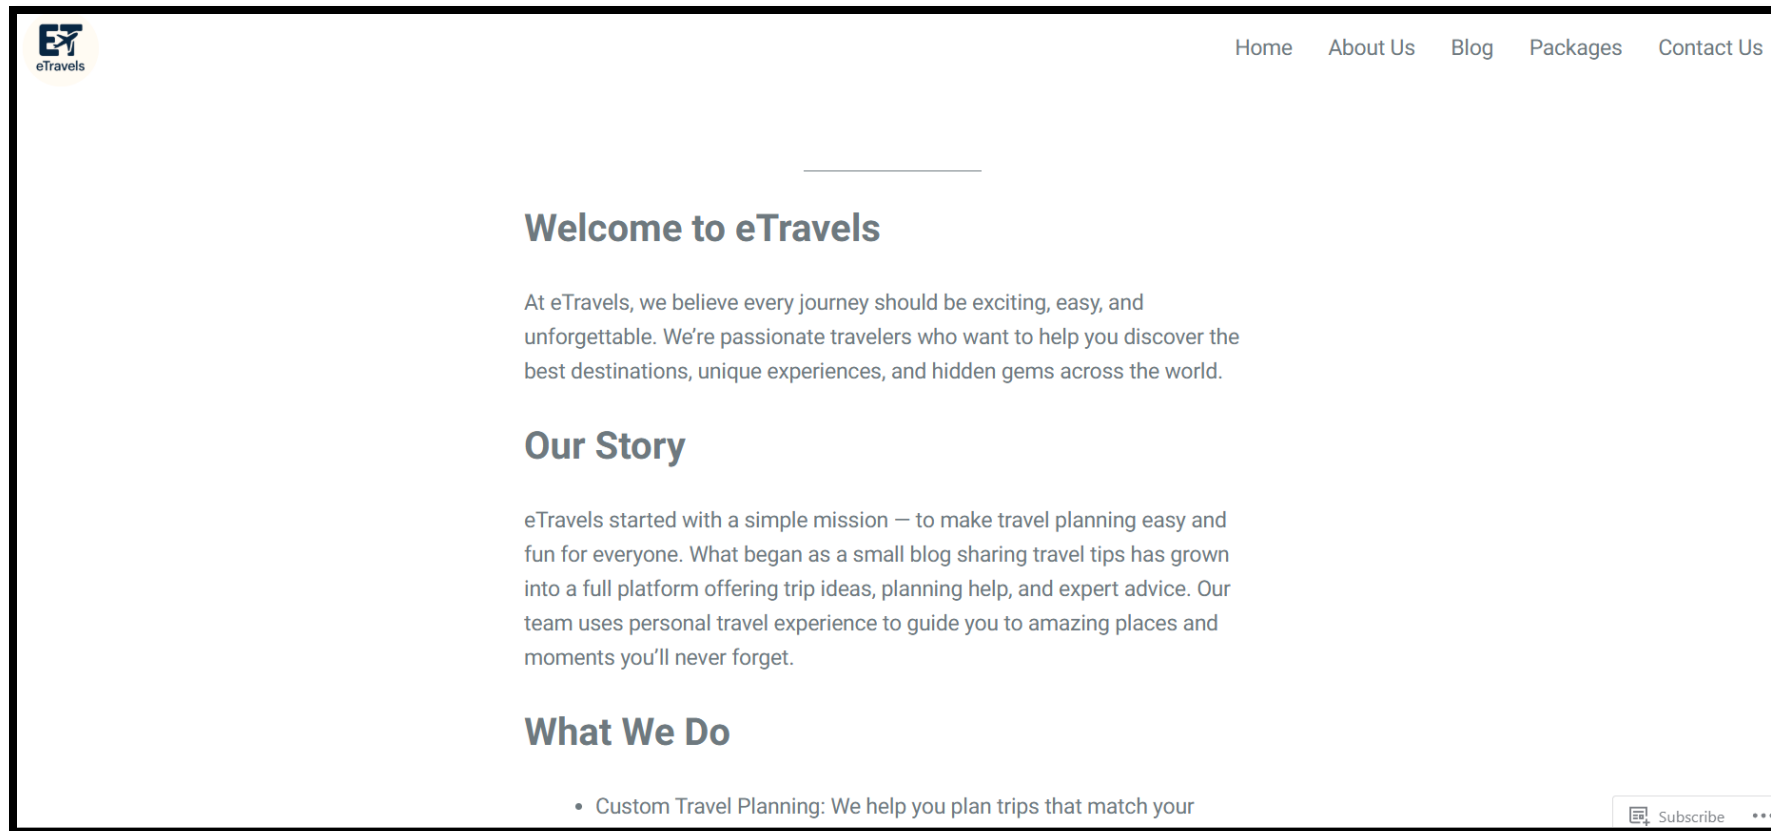 ET
eTravels
Home About Us Blog Packages Contact Us
Welcome to eTravels
At eTravels, we believe every journey should be exciting, easy, and
unforgettable. We’re passionate travelers who want to help you discover the
best destinations, unique experiences, and hidden gems across the world.
Our Story
eTravels started with a simple mission — to make travel planning easy and
fun for everyone. What began as a small blog sharing travel tips has grown
into a full platform offering trip ideas, planning help, and expert advice. Our
team uses personal travel experience to guide you to amazing places and
moments you’ll never forget.
What We Do
• Custom Travel Planning: We help you plan trips that match your
Subscribe